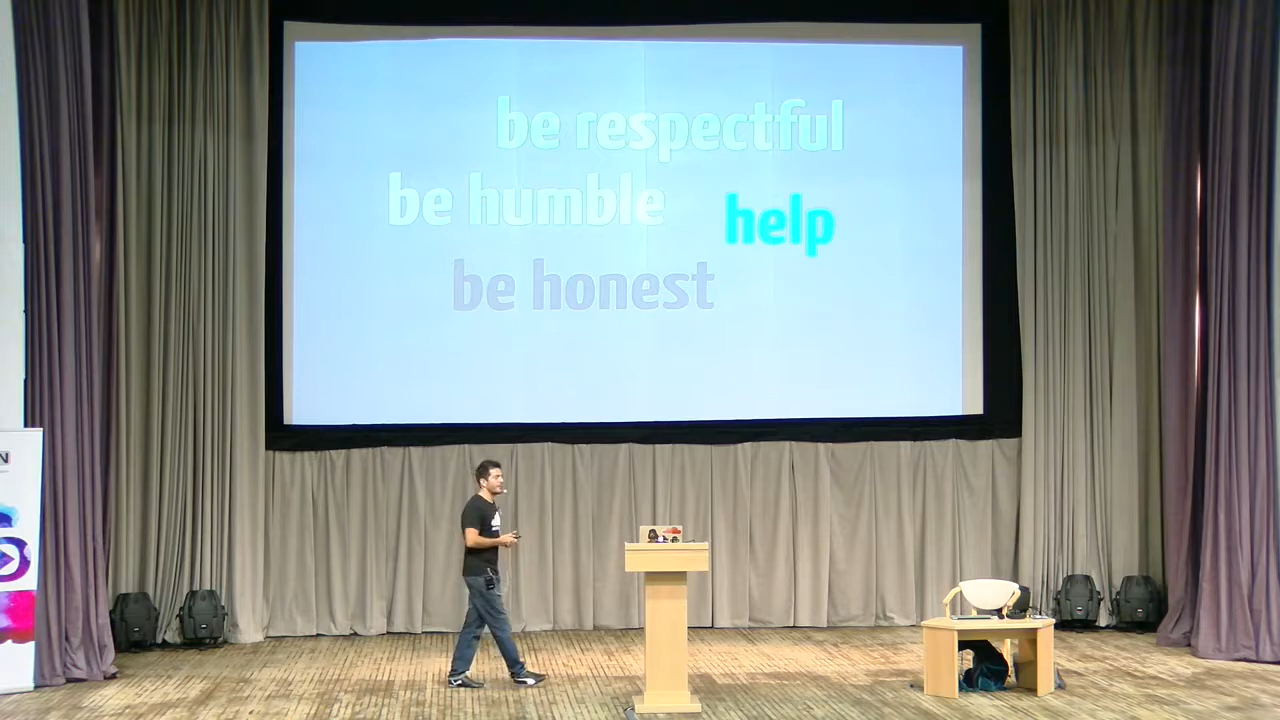 be respectful
be humble
help
be honest
N